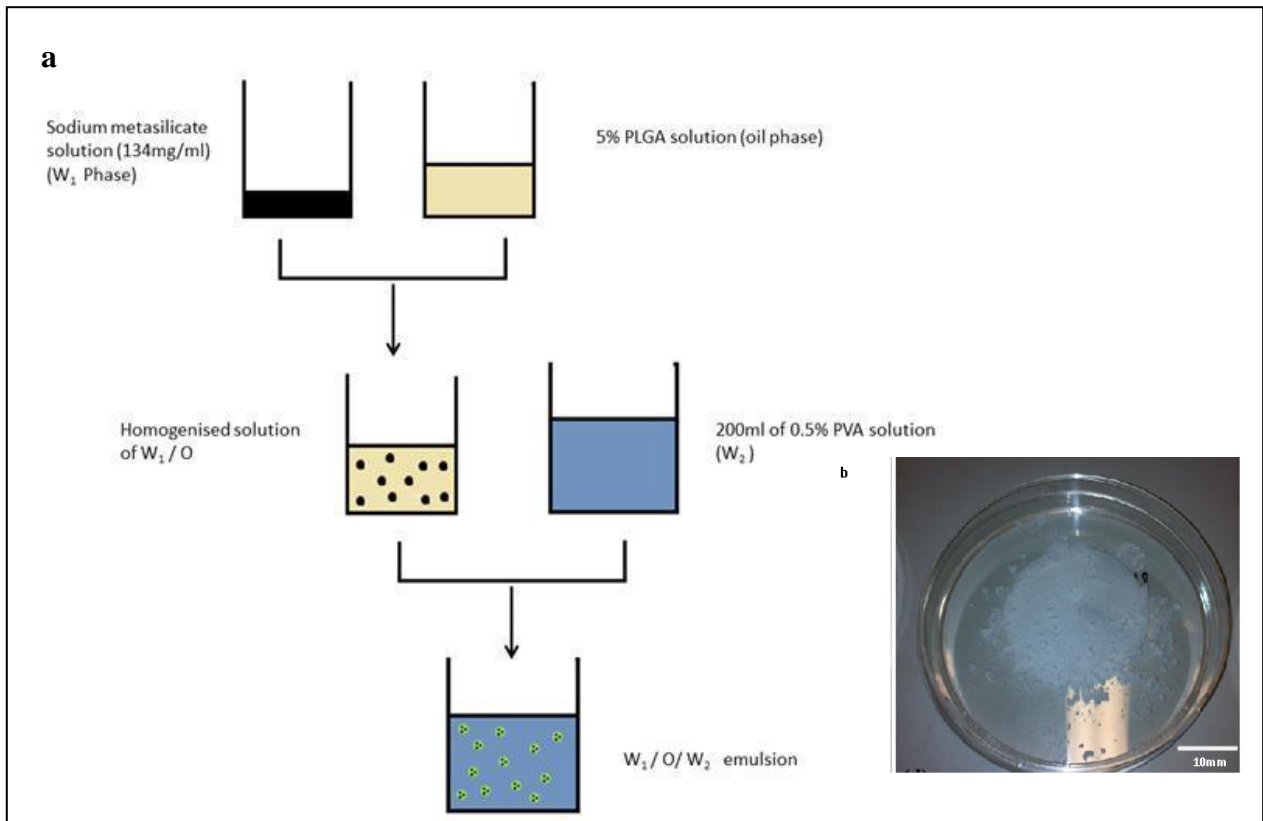 a
Sodium metasilicate
solution (134mg/ml)
(W₁ Phase)
5% PLGA solution (oil phase)
Homogenised solution
of W₁ / O
200ml of 0.5% PVA solution
(W₂)
b
W₁ / O/ W₂ emulsion
10mm